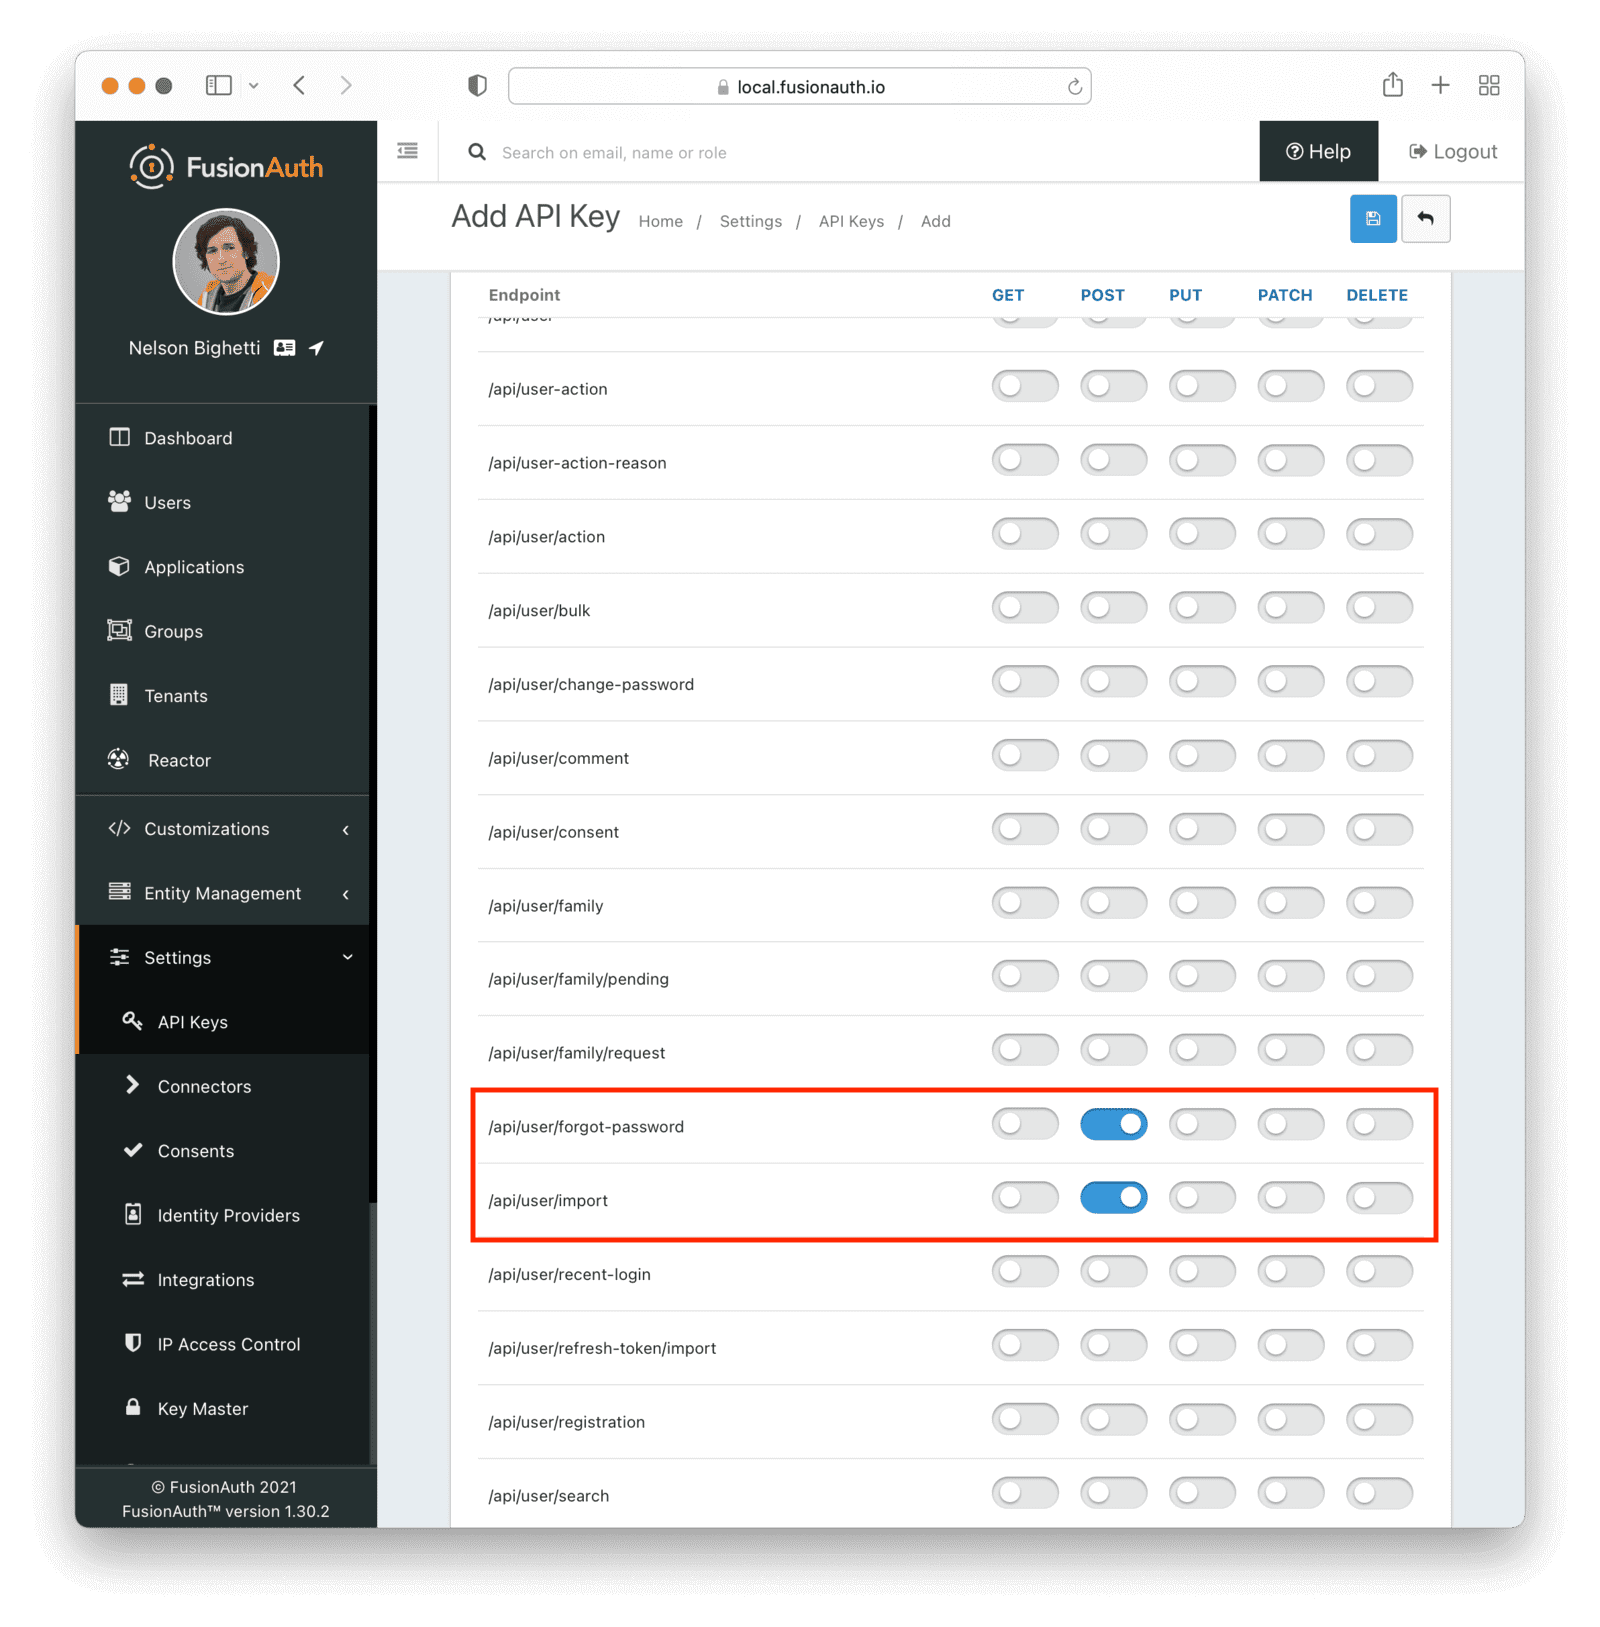 local.fusionauth.io
FusionAuth
Search on email, name or role
Help
Logout
Add API Key
Home / Settings / API Keys / Add
Nelson Bighetti
Dashboard
Users
Applications
Groups
Tenants
Reactor
Customizations
Entity Management
Settings
API Keys
Connectors
Consents
Identity Providers
Integrations
IP Access Control
Key Master
© FusionAuth 2021
FusionAuth™ version 1.30.2
Endpoint GET POST PUT PATCH DELETE
/api/user
/api/user-action
/api/user-action-reason
/api/user/action
/api/user/bulk
/api/user/change-password
/api/user/comment
/api/user/consent
/api/user/family
/api/user/family/pending
/api/user/family/request
/api/user/forgot-password
/api/user/import
/api/user/recent-login
/api/user/refresh-token/import
/api/user/registration
/api/user/search